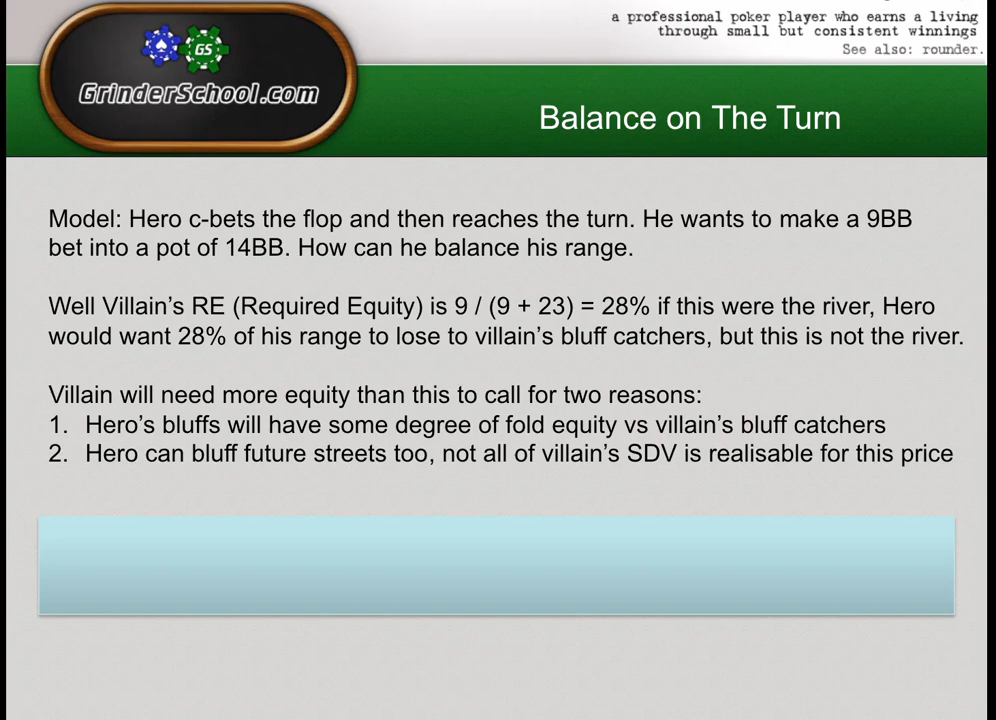 a professional poker player who earns a living
through small but consistent winnings
See also: rounder.
GS
GrinderSchool.com
Balance on The Turn
Model: Hero c-bets the flop and then reaches the turn. He wants to make a 9BB
bet into a pot of 14BB. How can he balance his range.
Well Villain's RE (Required Equity) is 9 / (9 + 23) = 28% if this were the river, Hero
would want 28% of his range to lose to villain's bluff catchers, but this is not the river.
Villain will need more equity than this to call for two reasons:
1. Hero's bluffs will have some degree of fold equity vs villain's bluff catchers
2. Hero can bluff future streets too, not all of villain's SDV is realisable for this price